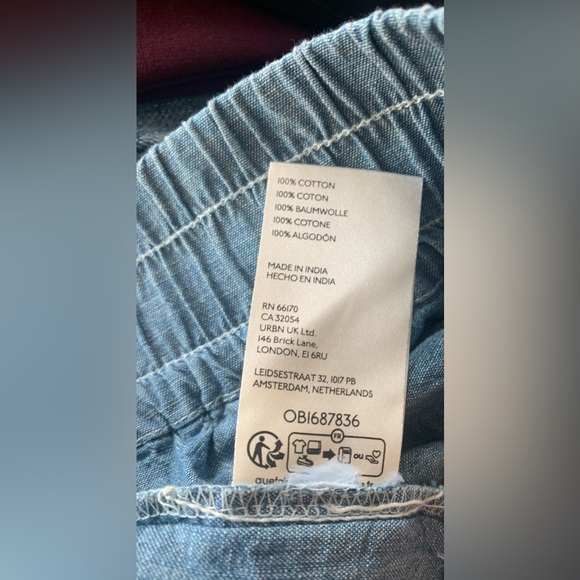 100% COTTON
100% COTON
100% BAUMWOLLE
100% COTONE
100% ALGODÓN
MADE IN INDIA
HECHO EN INDIA
RN 66170
CA 32054
URBN UK Ltd.
146 Brick Lane,
LONDON, E1 6RU
LEIDSESTRAAT 32, 1017 PB
AMSTERDAM, NETHERLANDS
OB1687836
FR
OU